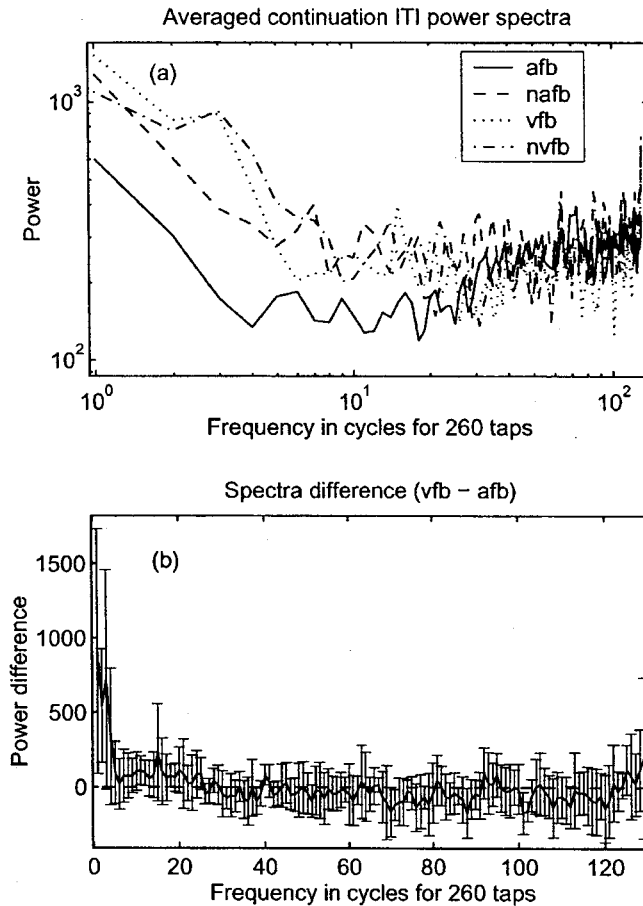 Averaged continuation ITI power spectra
(a)
afb
nafb
vfb
nvfb
10^3
10^2
Power
10^0
10^1
10^2
Frequency in cycles for 260 taps
Spectra difference (vfb − afb)
(b)
1500
1000
500
0
Power difference
0
20
40
60
80
100
120
Frequency in cycles for 260 taps